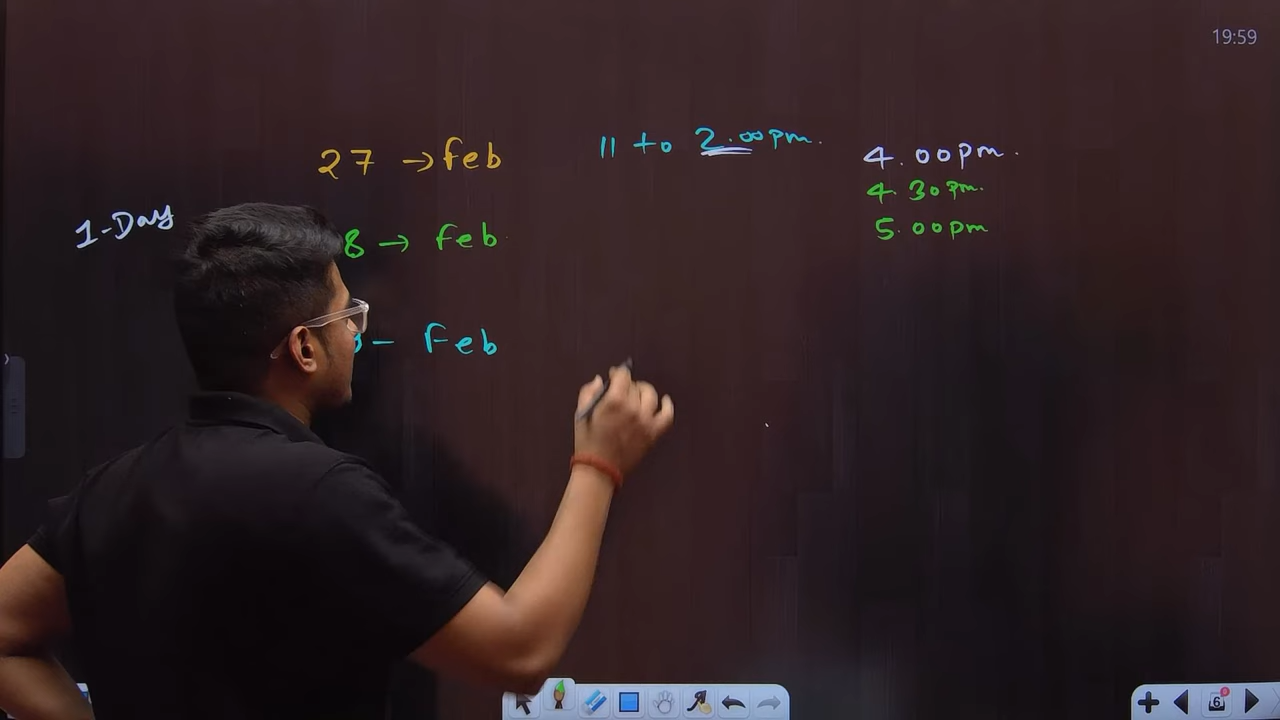 19:59
27 → Feb
11 to 2.00pm.
4.00pm.
4.30pm.
5.00pm
1-Day
8 → Feb
- Feb
6